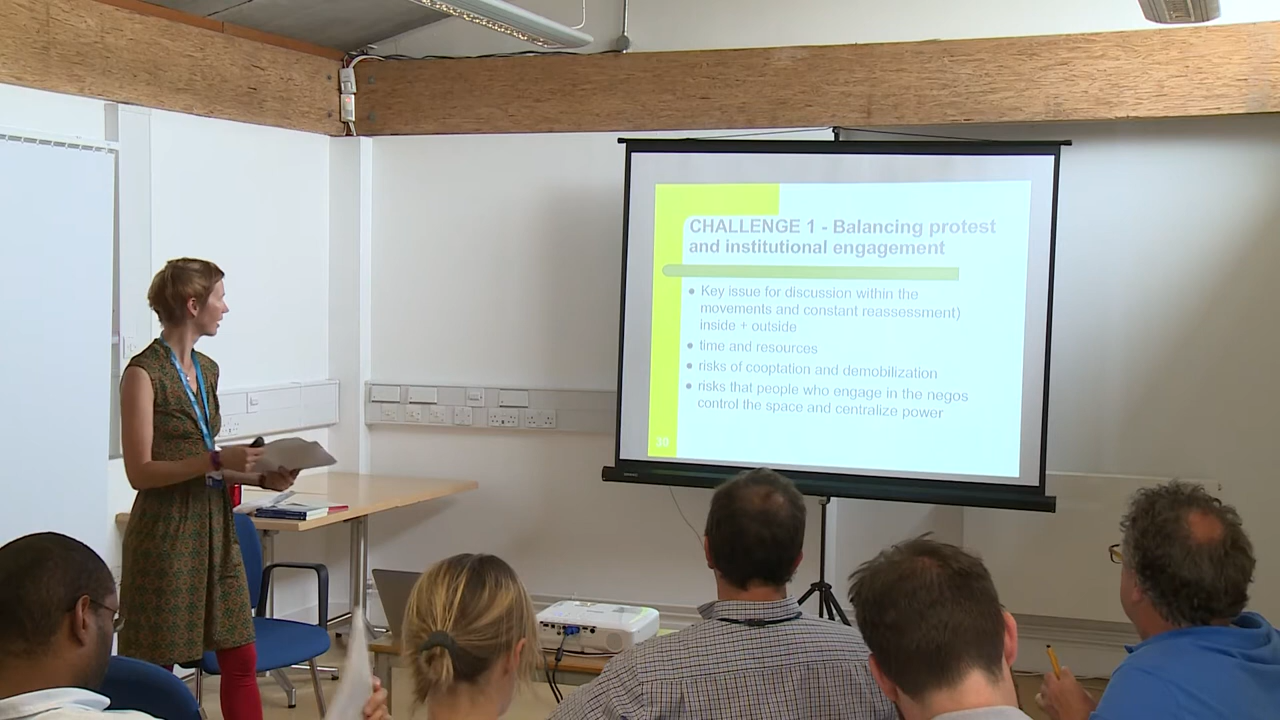 CHALLENGE 1 - Balancing protest
and institutional engagement
Key issue for discussion within the
movements and constant reassessment)
inside + outside
time and resources
risks of cooptation and demobilization
risks that people who engage in the negos
control the space and centralize power
30